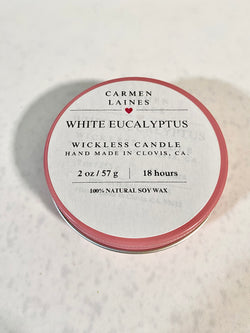 CARMEN
LAINES
WHITE EUCALYPTUS
WICKLESS CANDLE
HAND MADE IN CLOVIS, CA.
2 oz / 57 g | 18 hours
100% NATURAL SOY WAX